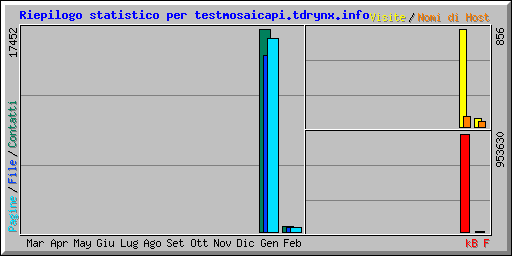 Riepilogo statistico per testmosaicapi.tdrynx.info
Visite / Nomi di Host
17452
856
953630
Pagine / File / Contatti
Mar Apr May Giu Lug Ago Set Ott Nov Dic Gen Feb
kB F